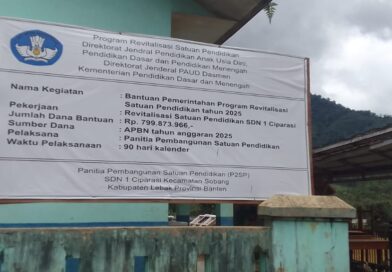 Program Revitalisasi Satuan Pendidikan
Direktorat Jendral Pendidikan Anak Usia Dini,
Pendidikan Dasar dan Pendidikan Menengah
Direktorat Jenderal PAUD Dasmen
Kementerian Pendidikan Dasar dan Menengah
Nama Kegiatan : Bantuan Pemerintahan Program Revitalisasi
Satuan Pendidikan tahun 2025
Pekerjaan : Revitalisasi Satuan Pendidikan SDN 1 Ciparasi
Jumlah Dana Bantuan : Rp. 799.873.966,-
Sumber Dana : APBN tahun anggaran 2025
Pelaksana : Panitia Pembangunan Satuan Pendidikan
Waktu Pelaksanaan : 90 hari kalender
Panitia Pembangunan Satuan Pendidikan (P2SP)
SDN 1 Ciparasi Kecamatan Sobang
Kabupaten Lebak Provinsi Banten